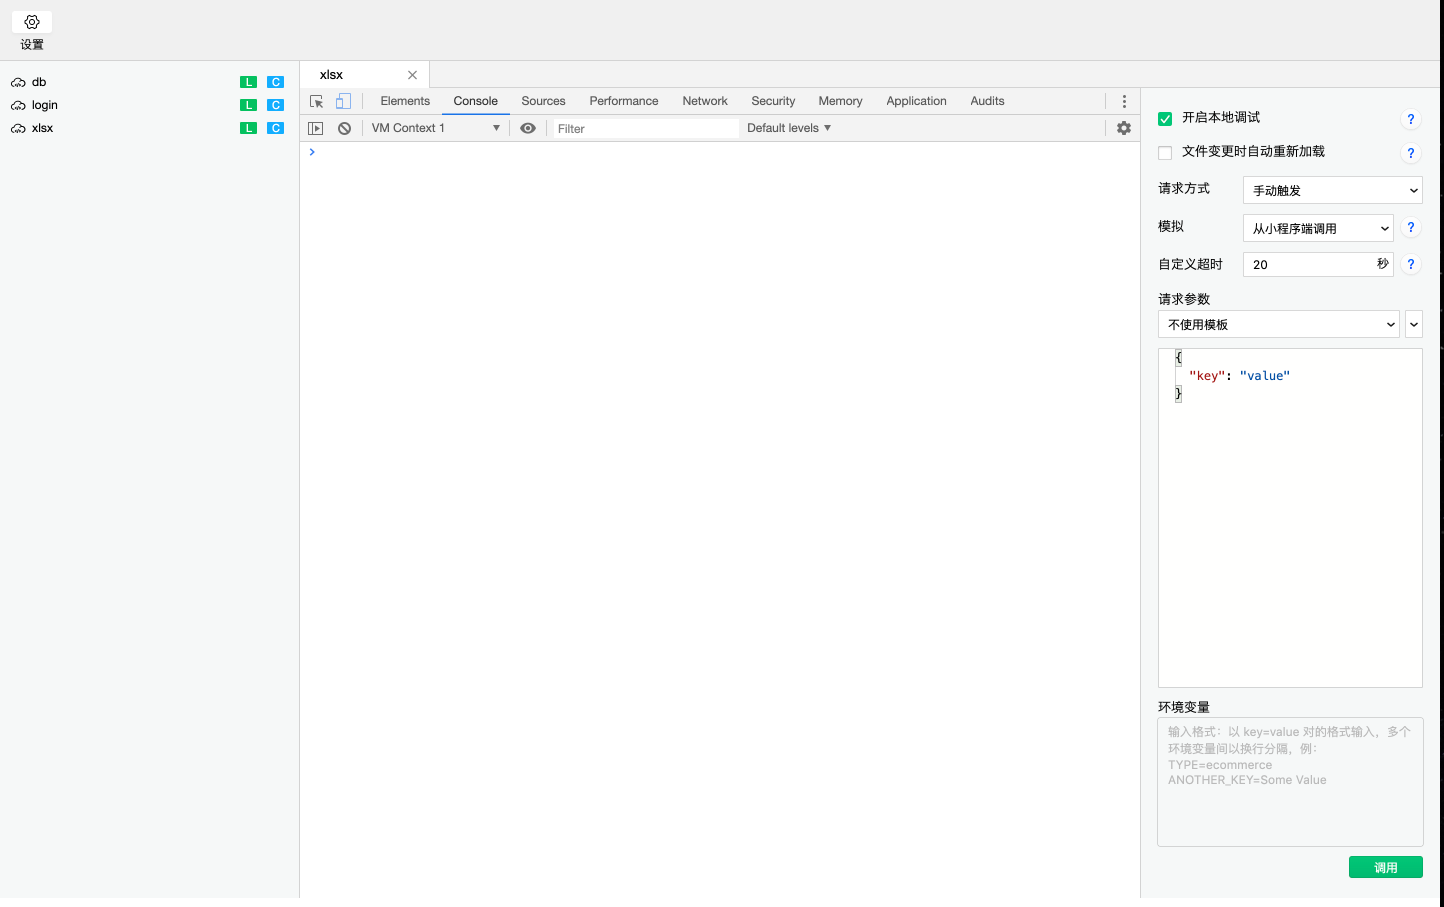 设置
db L C
login L C
xlsx L C
xlsx
Elements Console Sources Performance Network Security Memory Application Audits
VM Context 1 Filter Default levels
开启本地调试 ?
文件变更时自动重新加载 ?
请求方式 手动触发
模拟 从小程序端调用 ?
自定义超时 20 秒 ?
请求参数
不使用模板
{
"key": "value"
}
环境变量
输入格式：以 key=value 对的格式输入，多个
环境变量间以换行分隔，例：
TYPE=ecommerce
ANOTHER_KEY=Some Value
调用